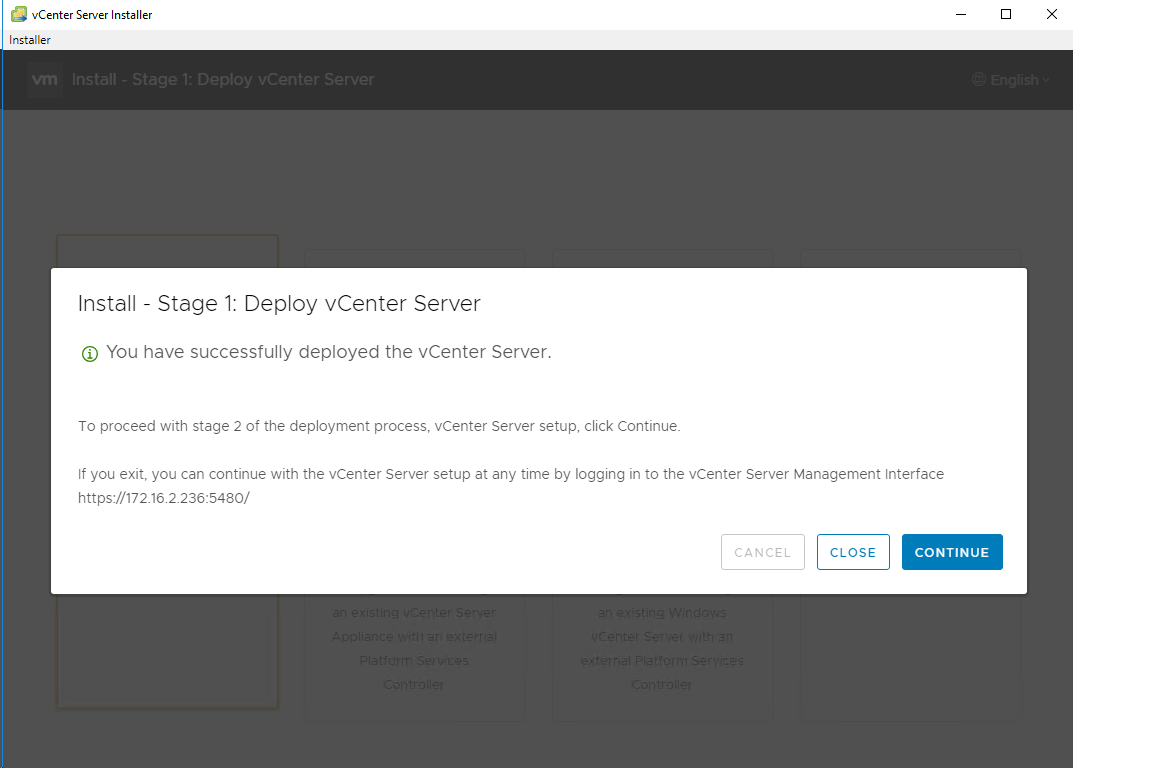 vCenter Server Installer
Installer
vm Install - Stage 1: Deploy vCenter Server English
Install - Stage 1: Deploy vCenter Server
You have successfully deployed the vCenter Server.
To proceed with stage 2 of the deployment process, vCenter Server setup, click Continue.
If you exit, you can continue with the vCenter Server setup at any time by logging in to the vCenter Server Management Interface
https://172.16.2.236:5480/
CANCEL CLOSE CONTINUE
an existing vCenter Server
Appliance with an external
Platform Services
Controller
an existing Windows
vCenter Server with an
external Platform Services
Controller